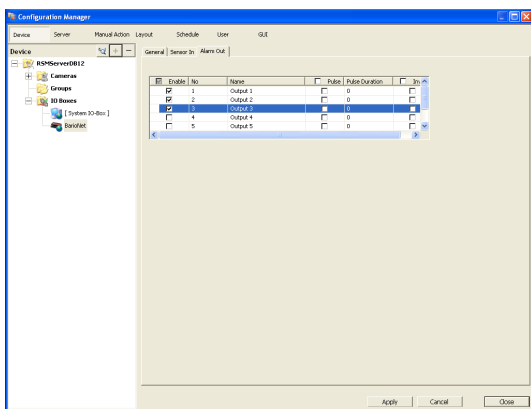 Configuration Manager
Device Server Manual Action Layout Schedule User GUI
Device
General Sensor In Alarm Out
RSMServerDB12
Cameras
Groups
IO Boxes
[ System IO-Box ]
BarioNet
Enable No Name Pulse Pulse Duration
1 Output 1 0
2 Output 2 0
3 Output 3 0
4 Output 4 0
5 Output 5 0
Apply Cancel Close